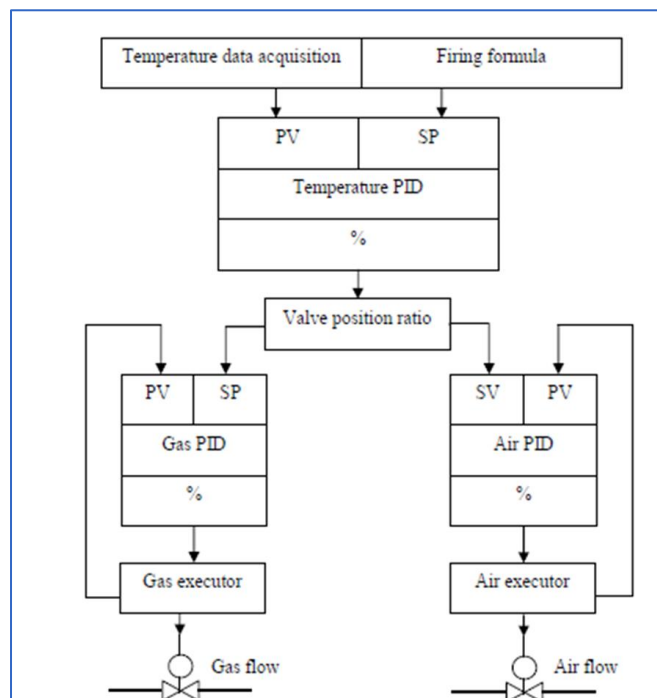 Temperature data acquisition
Firing formula
PV
SP
Temperature PID
%
Valve position ratio
PV
SP
SV
PV
Gas PID
Air PID
%
%
Gas executor
Air executor
Gas flow
Air flow